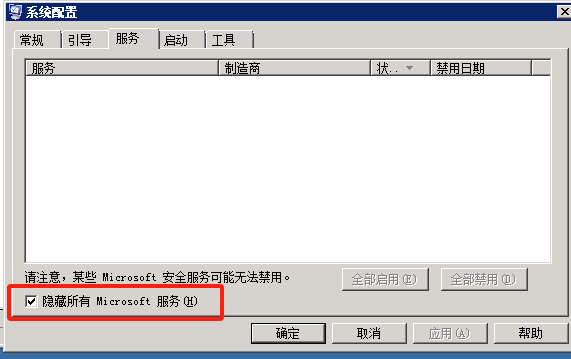 系统配置
常规 引导 服务 启动 工具
服务 制造商 状.. 禁用日期
请注意，某些 Microsoft 安全服务可能无法禁用。
全部启用(E) 全部禁用(D)
隐藏所有 Microsoft 服务(H)
确定 取消 应用(A) 帮助